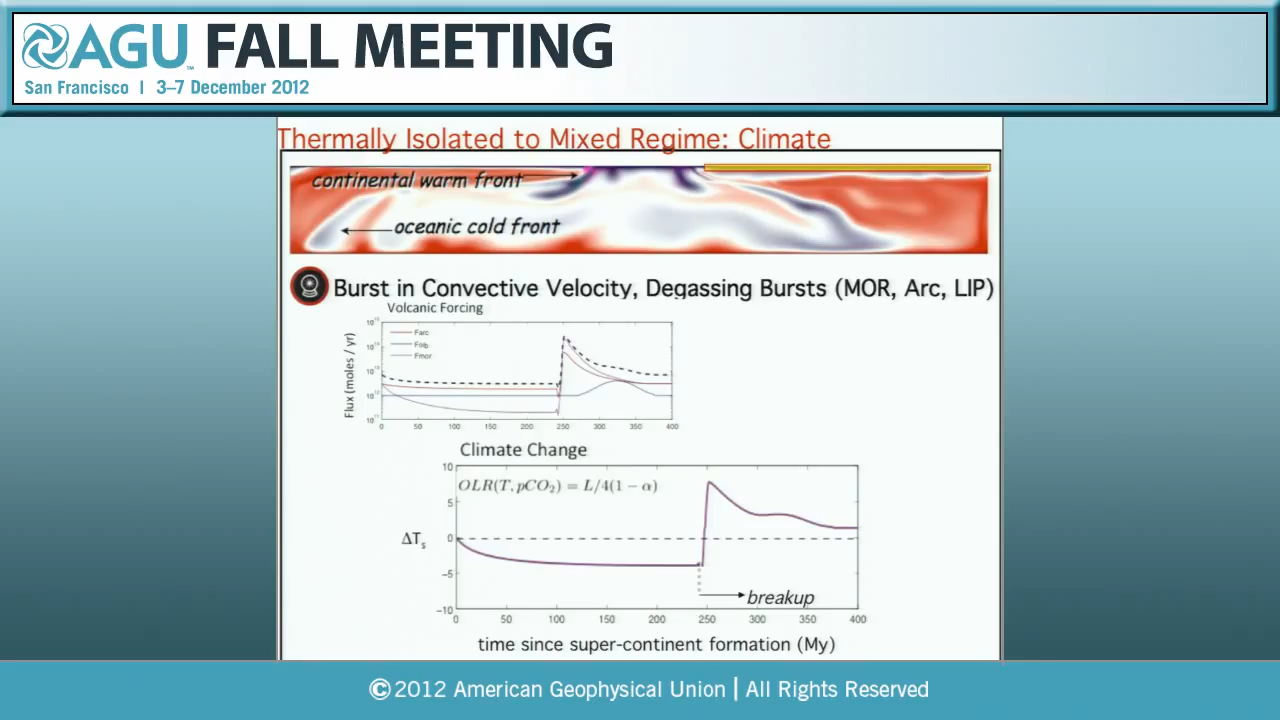 AGU FALL MEETING
San Francisco | 3–7 December 2012
Thermally Isolated to Mixed Regime: Climate
continental warm front
oceanic cold front
Burst in Convective Velocity, Degassing Bursts (MOR, Arc, LIP)
Volcanic Forcing
Flux (moles / yr)
Farc
Fmor
0 50 100 150 200 250 300 350 400
Climate Change
OLR(T, pCO₂) = L/4(1 − α)
ΔTₛ
10
5
0
−5
−10
breakup
0 50 100 150 200 250 300 350 400
time since super-continent formation (My)
©2012 American Geophysical Union | All Rights Reserved